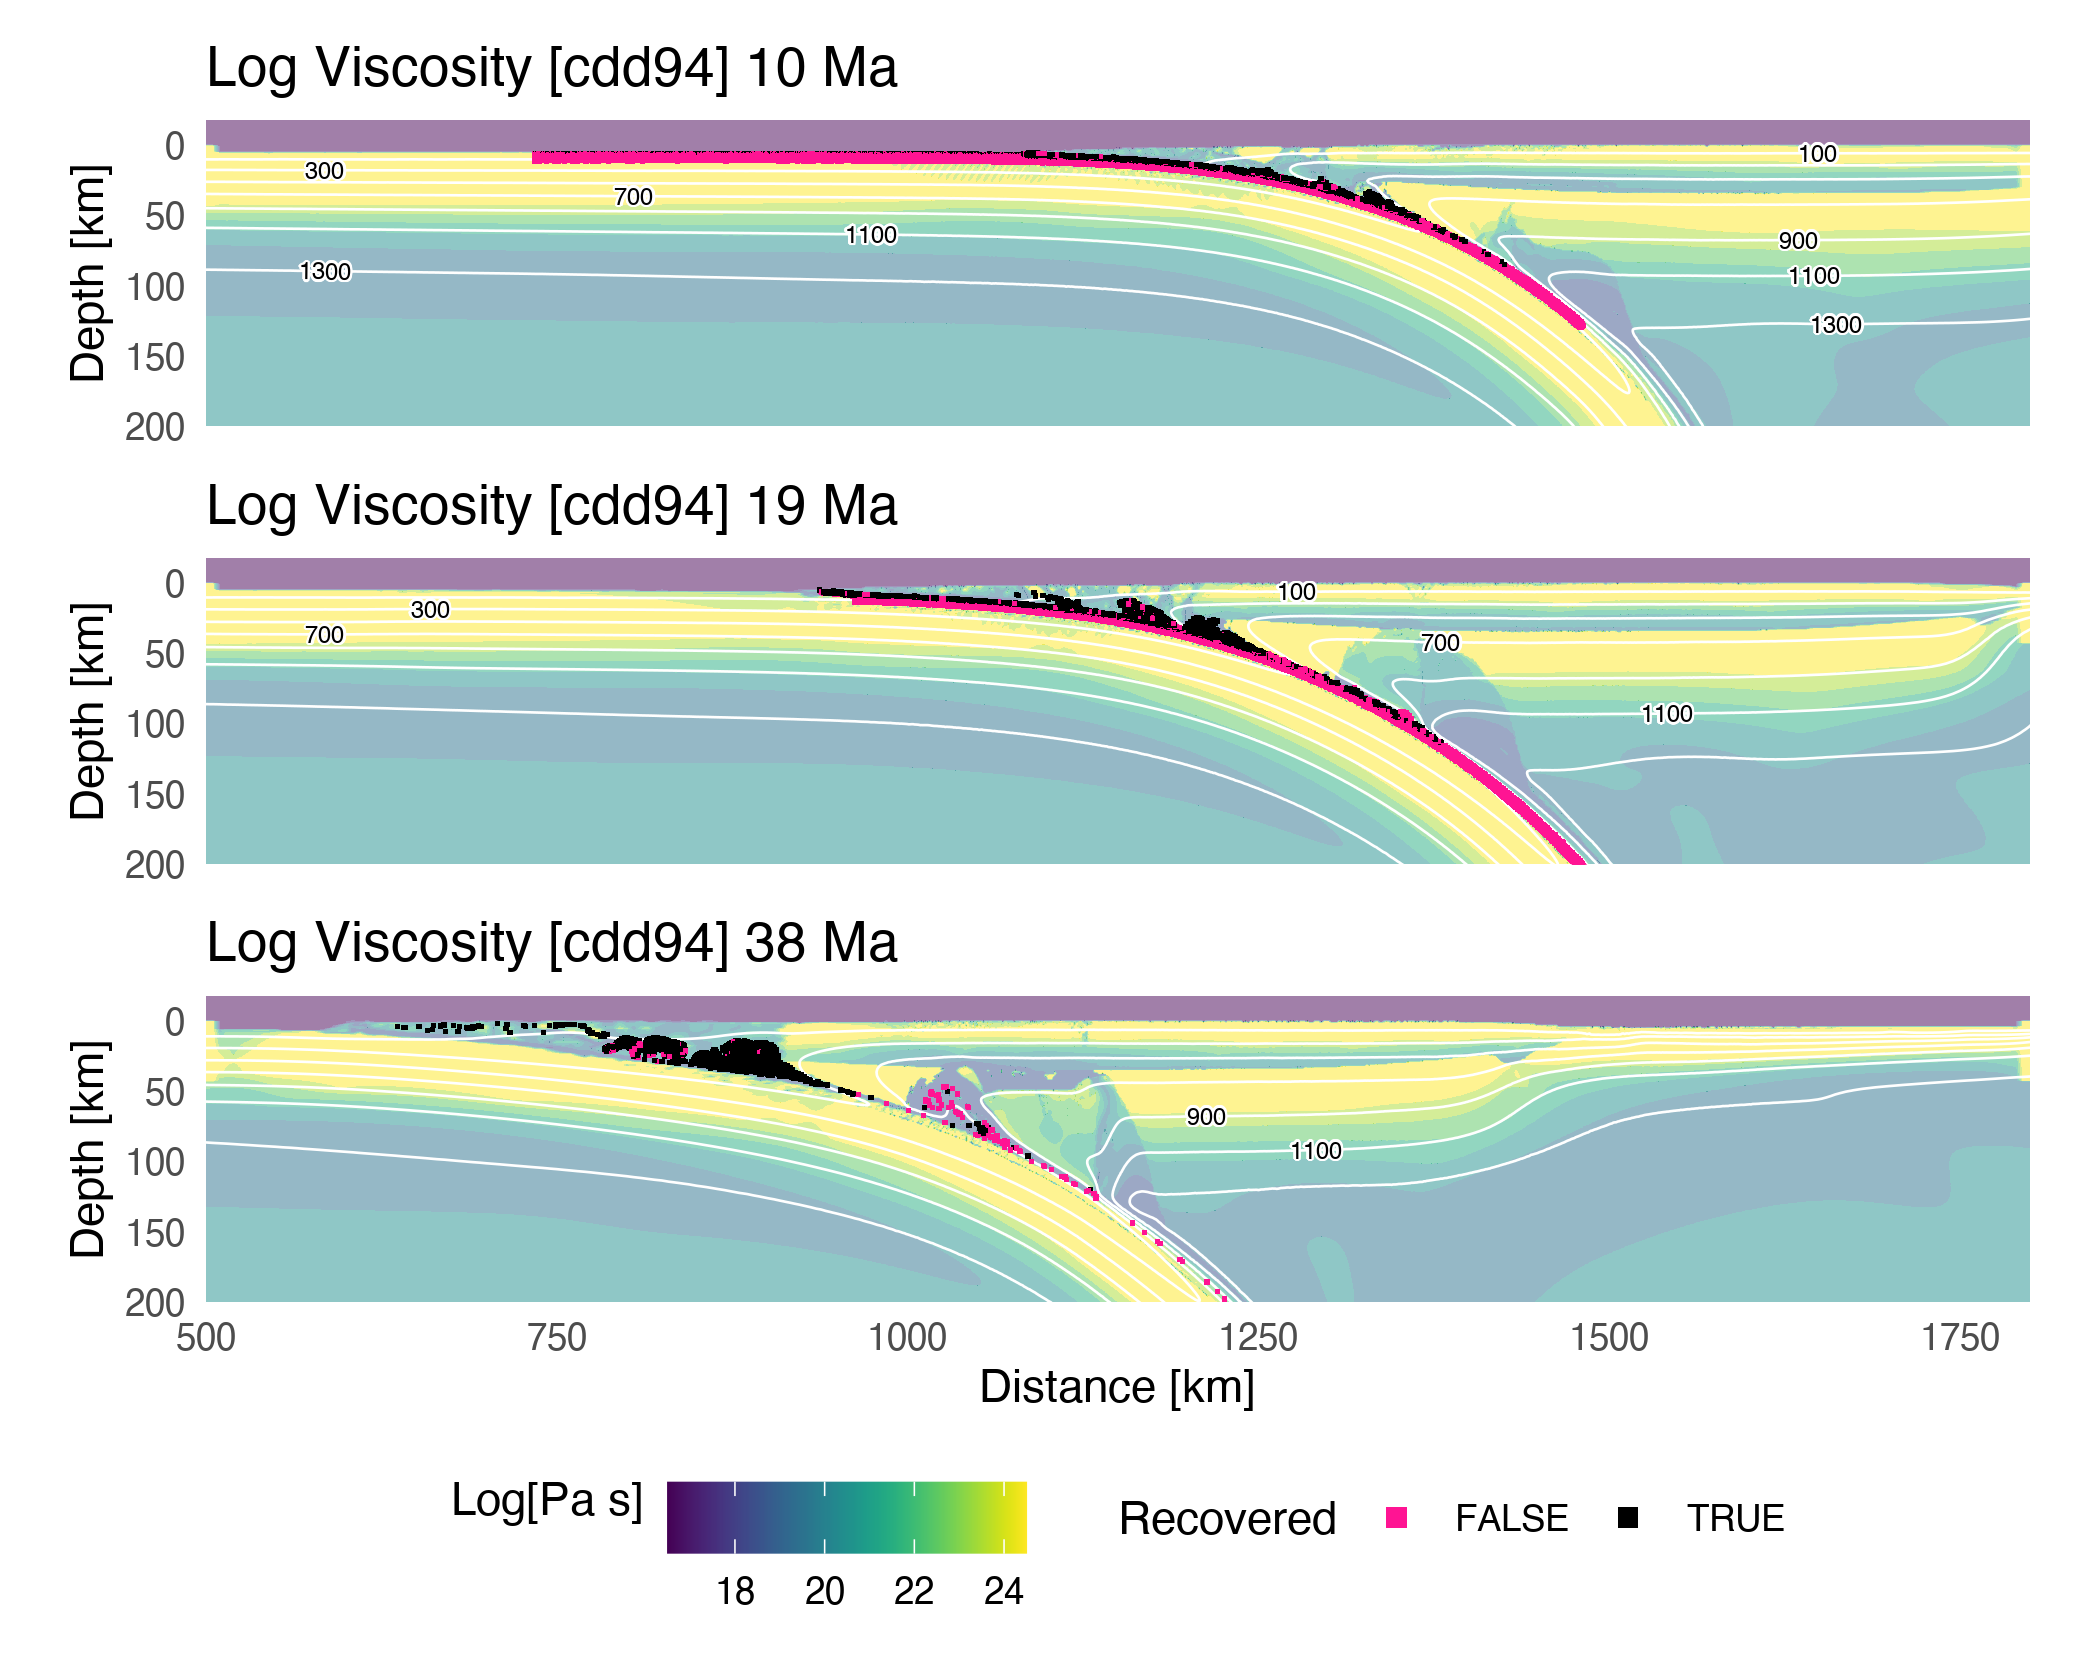 Log Viscosity [cdd94] 10 Ma
0
50
100
150
200
Depth [km]
300
700
1100
1300
100
900
1100
1300
Log Viscosity [cdd94] 19 Ma
0
50
100
150
200
Depth [km]
300
700
100
700
1100
Log Viscosity [cdd94] 38 Ma
0
50
100
150
200
Depth [km]
900
1100
500 750 1000 1250 1500 1750
Distance [km]
Log[Pa s]
18 20 22 24
Recovered FALSE TRUE